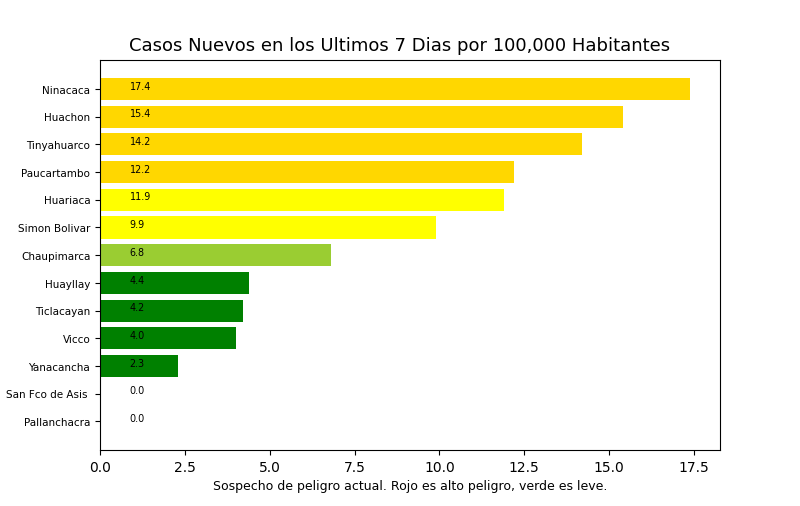 Casos Nuevos en los Ultimos 7 Dias por 100,000 Habitantes
Ninacaca 17.4
Huachon 15.4
Tinyahuarco 14.2
Paucartambo 12.2
Huariaca 11.9
Simon Bolivar 9.9
Chaupimarca 6.8
Huayllay 4.4
Ticlacayan 4.2
Vicco 4.0
Yanacancha 2.3
San Fco de Asis 0.0
Pallanchacra 0.0
0.0 2.5 5.0 7.5 10.0 12.5 15.0 17.5
Sospecho de peligro actual. Rojo es alto peligro, verde es leve.